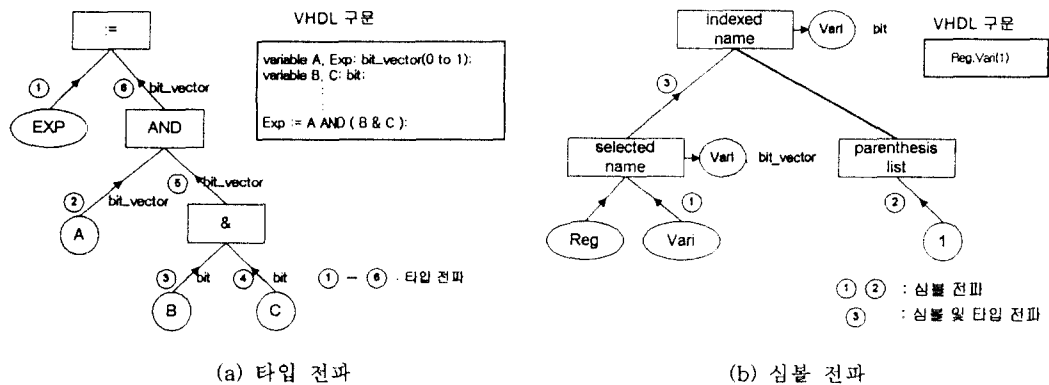 VHDL 구문
:=
variable A, Exp: bit_vector(0 to 1);
variable B, C: bit;
Exp := A AND ( B & C );
① ⑥ bit_vector
EXP
AND
⑤ bit_vector
② bit_vector
A
&
③ bit ④ bit
B
C
① - ⑥ : 타입 전파
(a) 타입 전파
indexed name
Vari bit
VHDL 구문
Reg.Vari(1)
③
selected name
Vari bit_vector
parenthesis list
①
②
Reg
Vari
1
① ② : 심볼 전파
③ : 심볼 및 타입 전파
(b) 심볼 전파